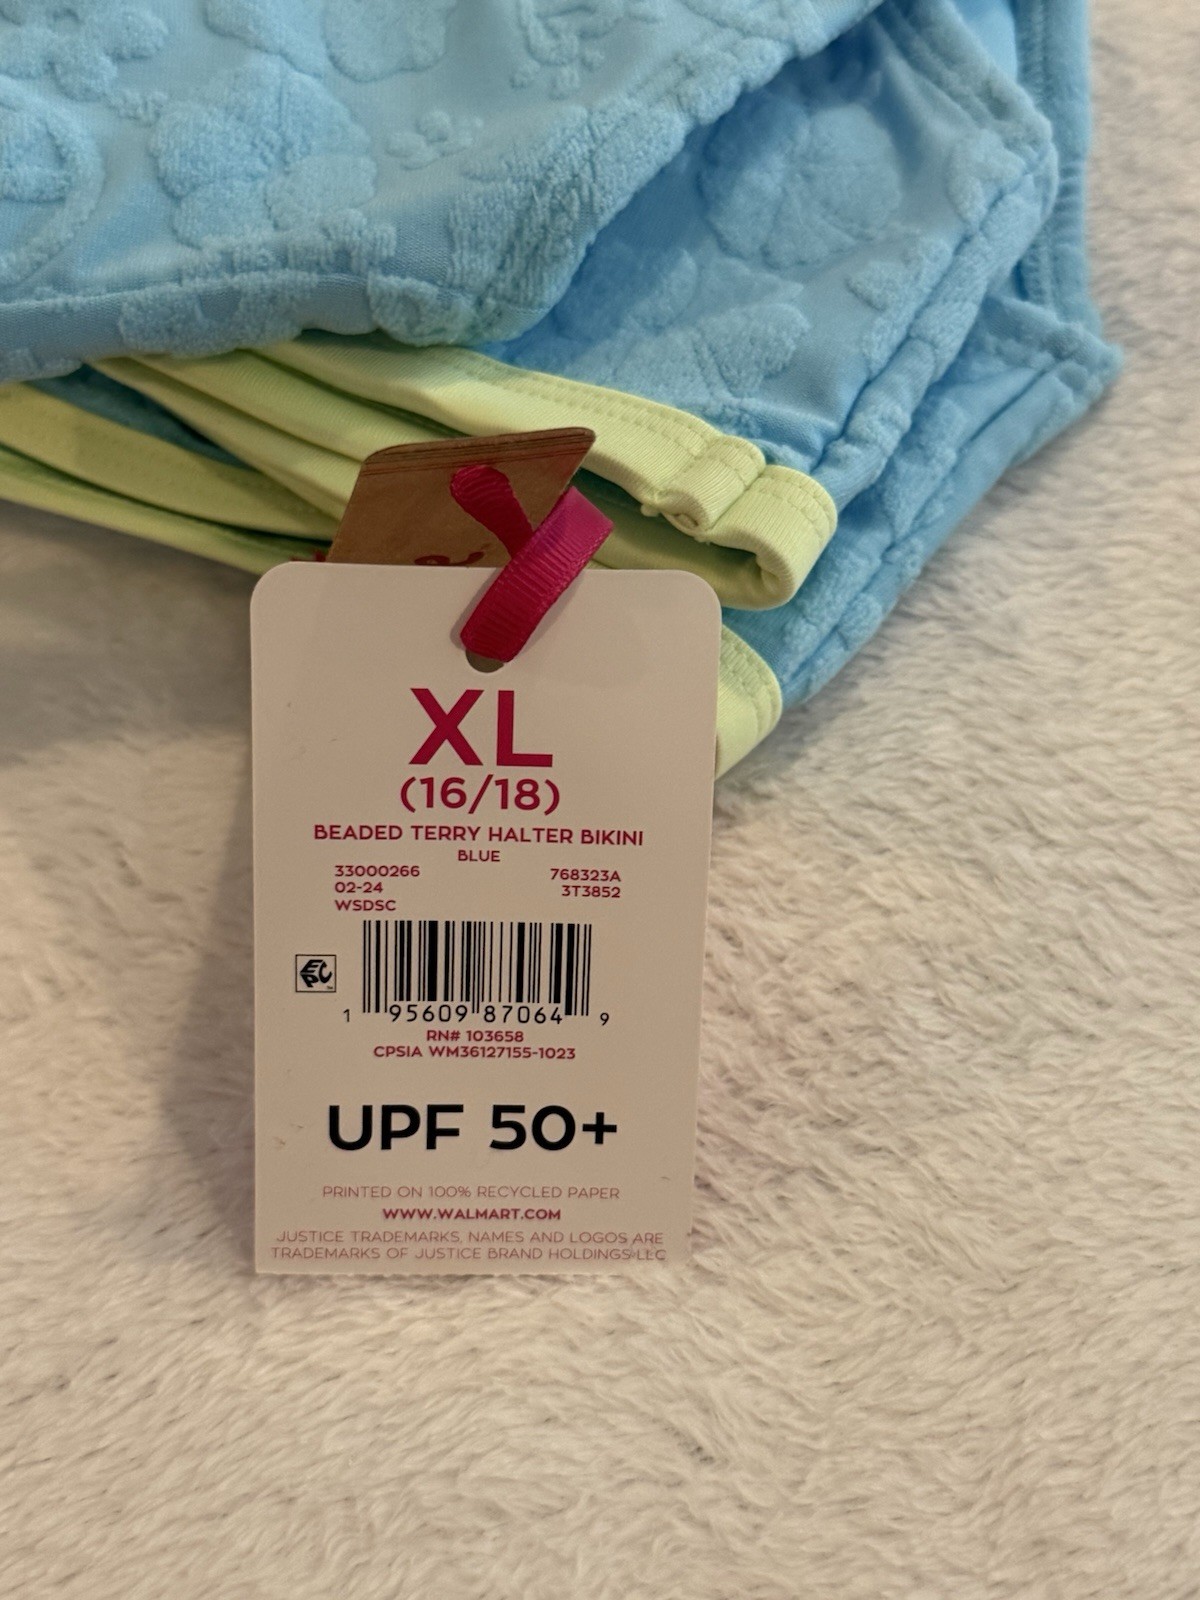 XL
(16/18)
BEADED TERRY HALTER BIKINI
BLUE
33000266 768323A
02-24 3T3852
WSDSC
EPC
1 95609 87064 9
RN# 103658
CPSIA WM36127155-1023
UPF 50+
PRINTED ON 100% RECYCLED PAPER
WWW.WALMART.COM
JUSTICE TRADEMARKS, NAMES AND LOGOS ARE
TRADEMARKS OF JUSTICE BRAND HOLDINGS LLC